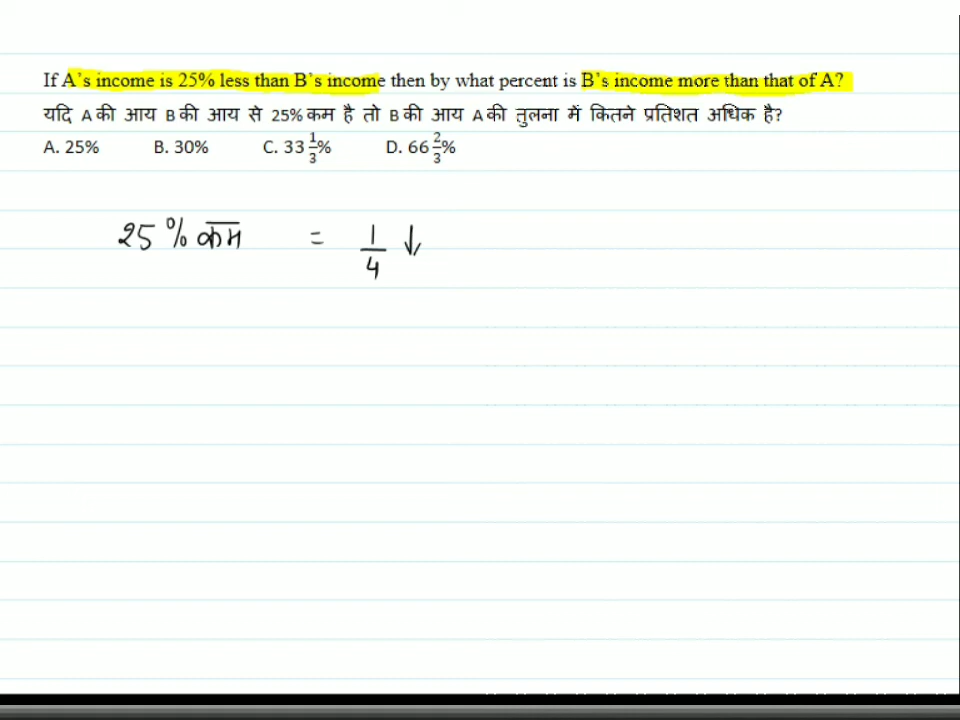 If A's income is 25% less than B's income then by what percent is B's income more than that of A?
यदि A की आय B की आय से 25% कम है तो B की आय A की तुलना में कितने प्रतिशत अधिक है?
A. 25% B. 30% C. 33 1/3% D. 66 2/3%
25 % कम = 1/4 ↓